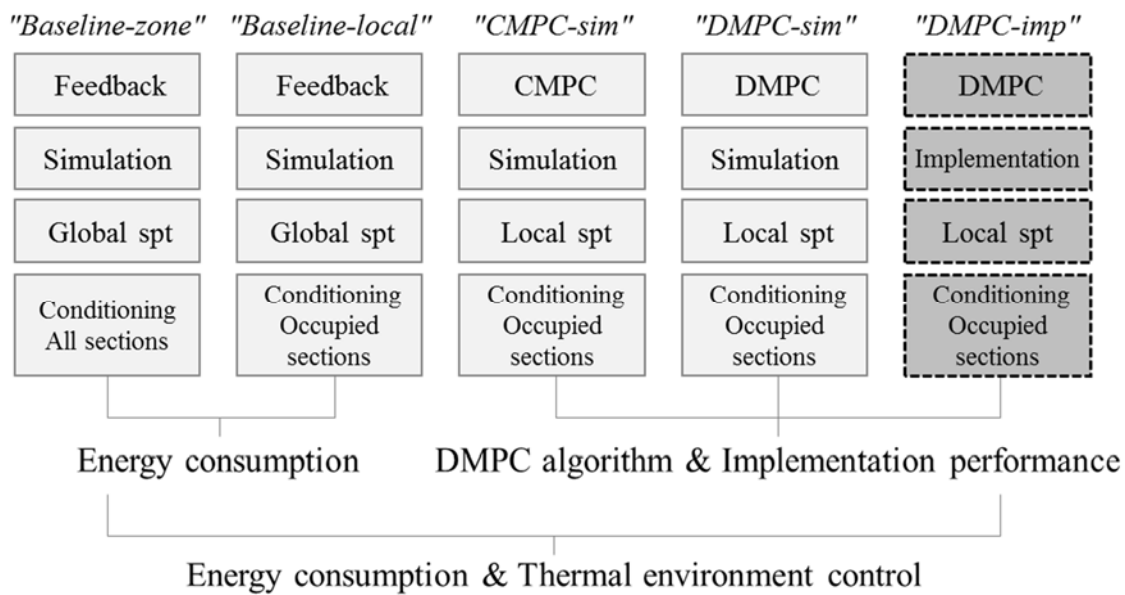 "Baseline-zone" "Baseline-local" "CMPC-sim" "DMPC-sim" "DMPC-imp"
Feedback Feedback CMPC DMPC DMPC
Simulation Simulation Simulation Simulation Implementation
Global spt Global spt Local spt Local spt Local spt
Conditioning
All sections
Conditioning
Occupied
sections
Conditioning
Occupied
sections
Conditioning
Occupied
sections
Conditioning
Occupied
sections
Energy consumption
DMPC algorithm & Implementation performance
Energy consumption & Thermal environment control